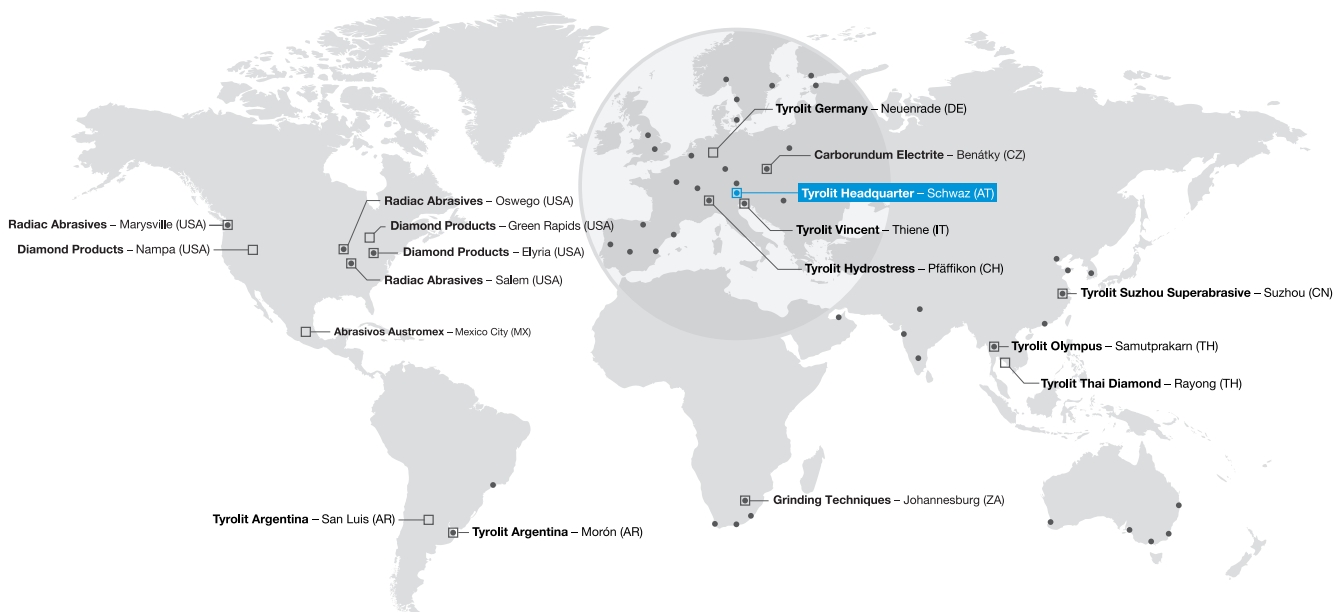 Tyrolit Germany – Neuenrade (DE)
Carborundum Electrite – Benátky (CZ)
Tyrolit Headquarter – Schwaz (AT)
Radiac Abrasives – Oswego (USA)
Radiac Abrasives – Marysville (USA)
Diamond Products – Green Rapids (USA)
Tyrolit Vincent – Thiene (IT)
Diamond Products – Nampa (USA)
Diamond Products – Elyria (USA)
Tyrolit Hydrostress – Pfäffikon (CH)
Radiac Abrasives – Salem (USA)
Tyrolit Suzhou Superabrasive – Suzhou (CN)
Abrasivos Austromex – Mexico City (MX)
Tyrolit Olympus – Samutprakarn (TH)
Tyrolit Thai Diamond – Rayong (TH)
Grinding Techniques – Johannesburg (ZA)
Tyrolit Argentina – San Luis (AR)
Tyrolit Argentina – Morón (AR)